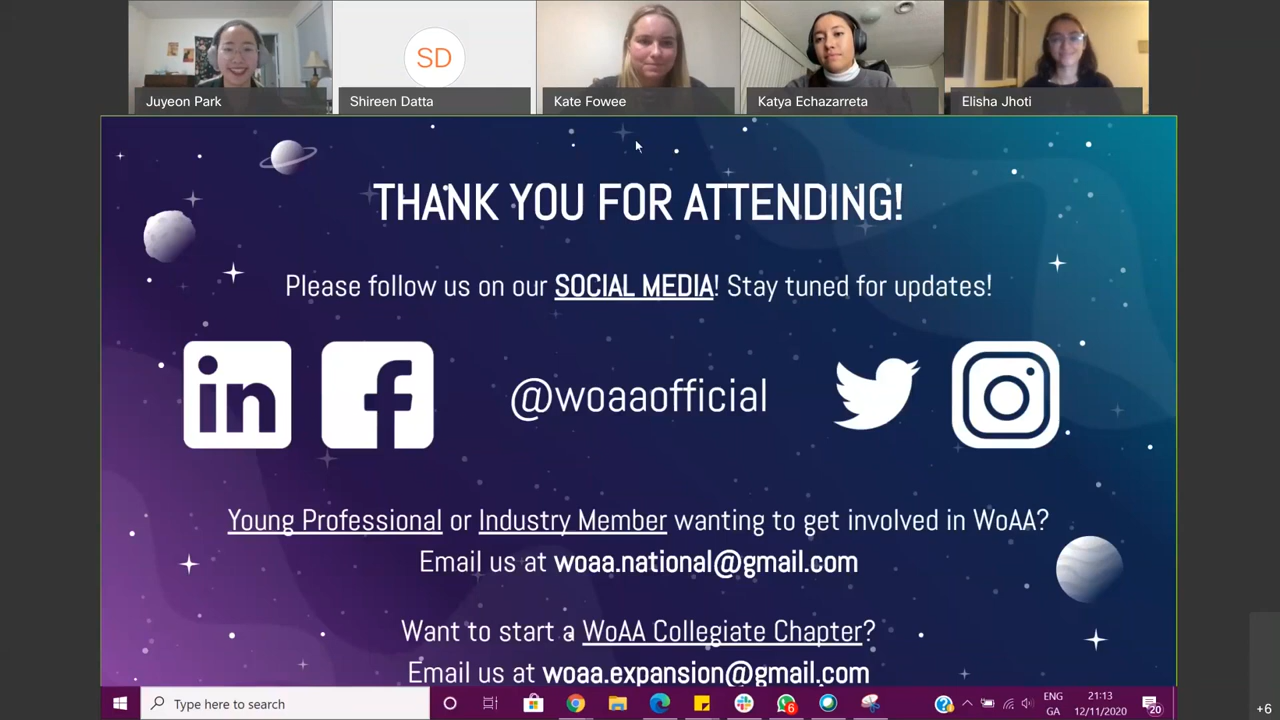 SD
Juyeon Park
Shireen Datta
Kate Fowee
Katya Echazarreta
Elisha Jhoti
THANK YOU FOR ATTENDING!
Please follow us on our SOCIAL MEDIA! Stay tuned for updates!
in f @woaaofficial
Young Professional or Industry Member wanting to get involved in WoAA?
Email us at woaa.national@gmail.com
Want to start a WoAA Collegiate Chapter?
Email us at woaa.expansion@gmail.com
Type here to search
6
ENG
GA
21:13
12/11/2020
20
+6